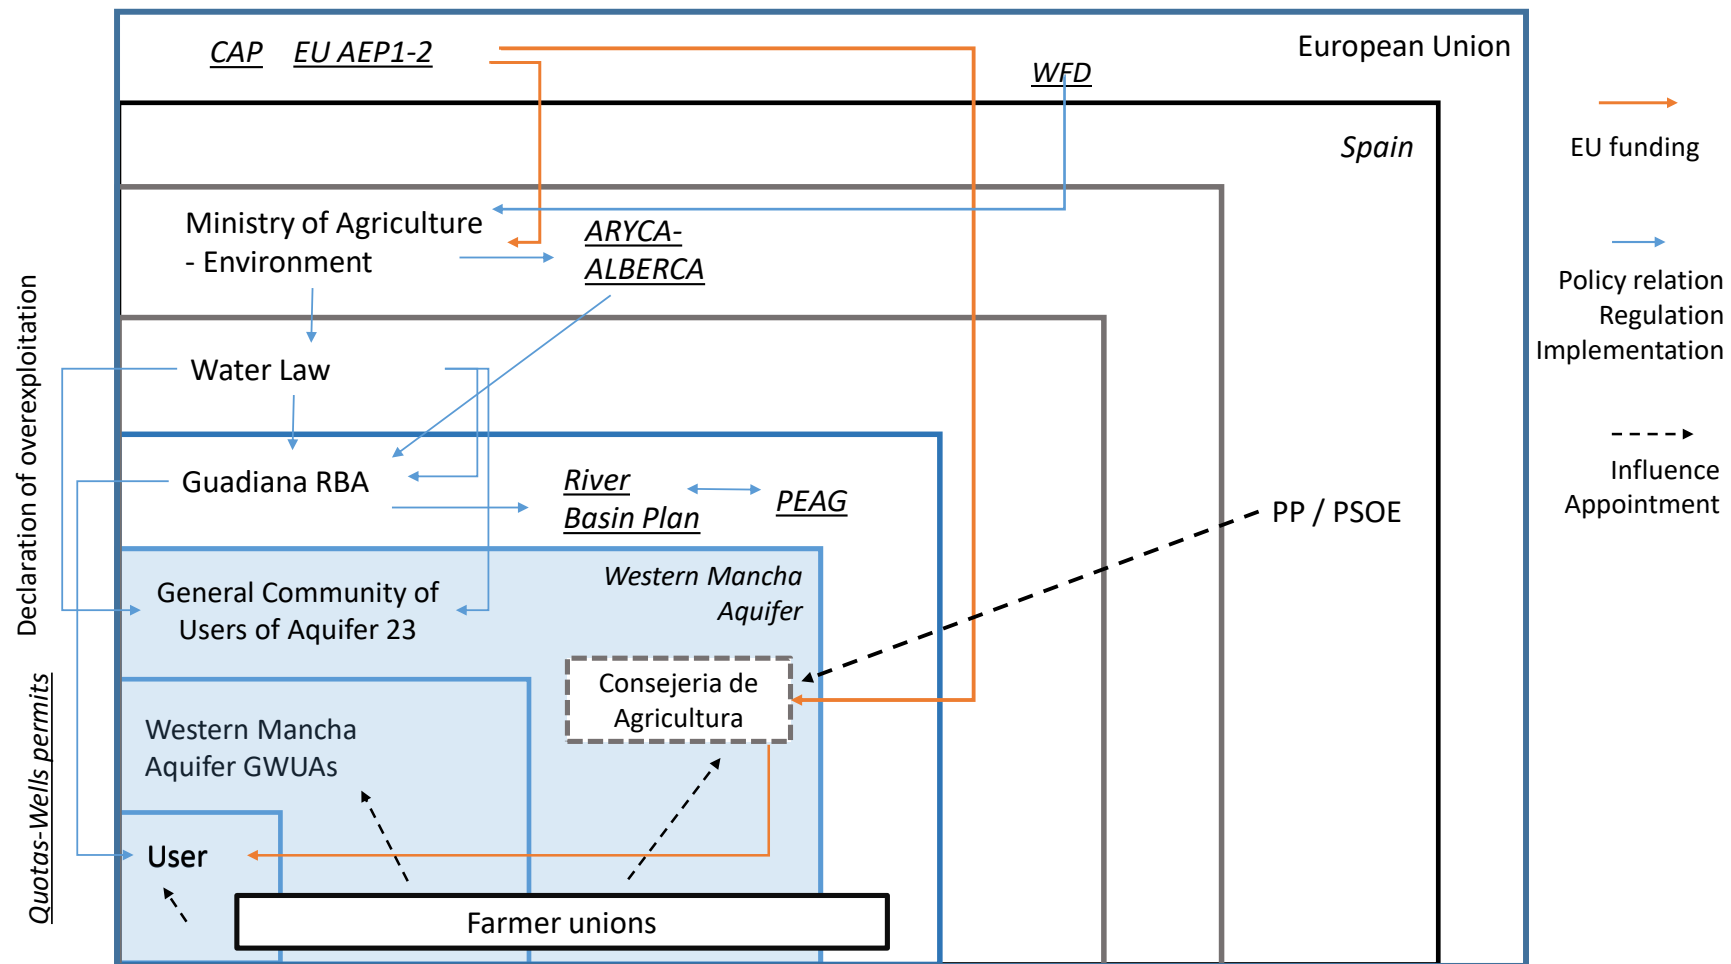 CAP EU AEP1-2
European Union
WFD
Spain
EU funding
Ministry of Agriculture
- Environment
ARYCA-
ALBERCA
Policy relation
Regulation
Implementation
Declaration of overexploitation
Water Law
Guadiana RBA
River
Basin Plan
PEAG
PP / PSOE
Influence
Appointment
General Community of
Users of Aquifer 23
Western Mancha
Aquifer
Consejeria de
Agricultura
Quotas-Wells permits
Western Mancha
Aquifer GWUAs
User
Farmer unions